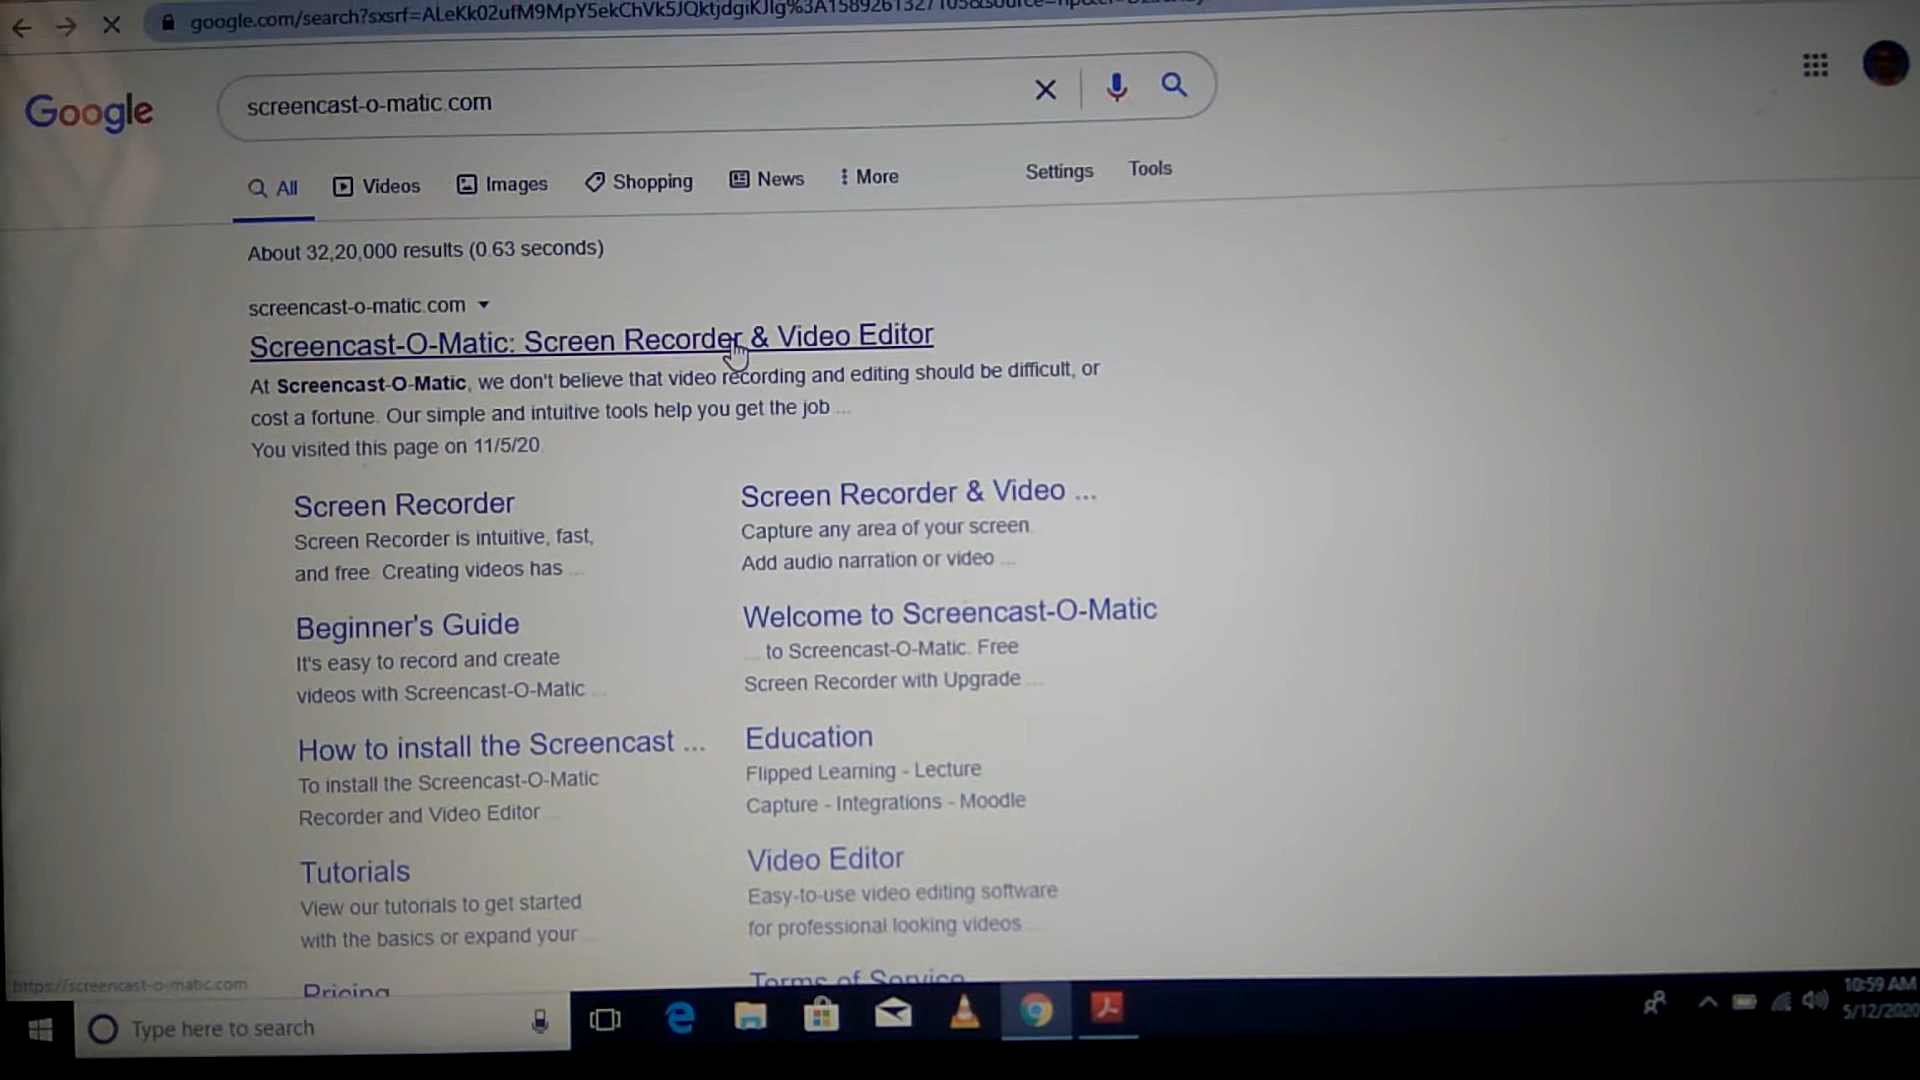 google.com/search?sxsrf=
Google
screencast-o-matic.com
All Videos Images Shopping News More Settings Tools
About 32,20,000 results (0.63 seconds)
screencast-o-matic.com
Screencast-O-Matic: Screen Recorder & Video Editor
At Screencast-O-Matic, we don't believe that video recording and editing should be difficult, or
cost a fortune. Our simple and intuitive tools help you get the job ...
You visited this page on 11/5/20.
Screen Recorder
Screen Recorder is intuitive, fast,
and free. Creating videos has ...
Screen Recorder & Video ...
Capture any area of your screen.
Add audio narration or video ...
Beginner's Guide
It's easy to record and create
videos with Screencast-O-Matic ...
Welcome to Screencast-O-Matic
... to Screencast-O-Matic. Free
Screen Recorder with Upgrade ...
How to install the Screencast ...
To install the Screencast-O-Matic
Recorder and Video Editor ...
Education
Flipped Learning - Lecture
Capture - Integrations - Moodle
Tutorials
View our tutorials to get started
with the basics or expand your ...
Video Editor
Easy-to-use video editing software
for professional looking videos ...
Pricing
Terms of Service
https://screencast-o-matic.com
Type here to search
10:59 AM
5/12/2020